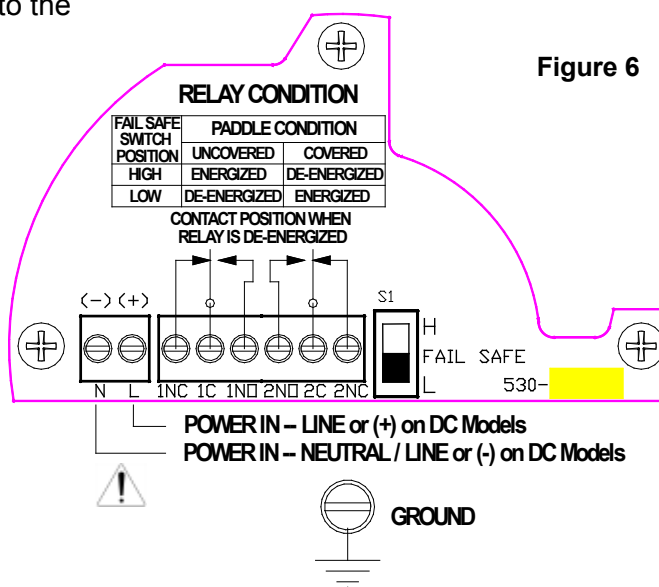 to the
Figure 6
RELAY CONDITION
FAIL SAFE SWITCH POSITION PADDLE CONDITION
UNCOVERED COVERED
HIGH ENERGIZED DE-ENERGIZED
LOW DE-ENERGIZED ENERGIZED
CONTACT POSITION WHEN
RELAY IS DE-ENERGIZED
(-) (+)
S1
H
FAIL SAFE
L
530-
N L 1NC 1C 1NO 2NO 2C 2NC
POWER IN -- LINE or (+) on DC Models
POWER IN -- NEUTRAL / LINE or (-) on DC Models
!
GROUND